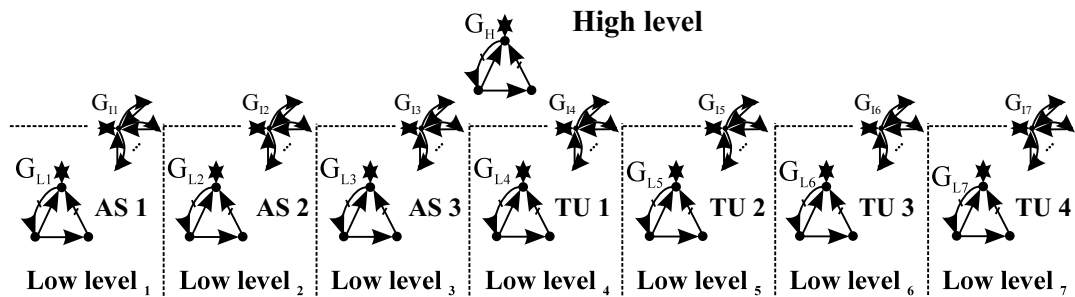 G_H High level
G_I1 G_I2 G_I3 G_I4 G_I5 G_I6 G_I7
G_L1 G_L2 G_L3 G_L4 G_L5 G_L6 G_L7
AS 1 AS 2 AS 3 TU 1 TU 2 TU 3 TU 4
Low level 1 Low level 2 Low level 3 Low level 4 Low level 5 Low level 6 Low level 7